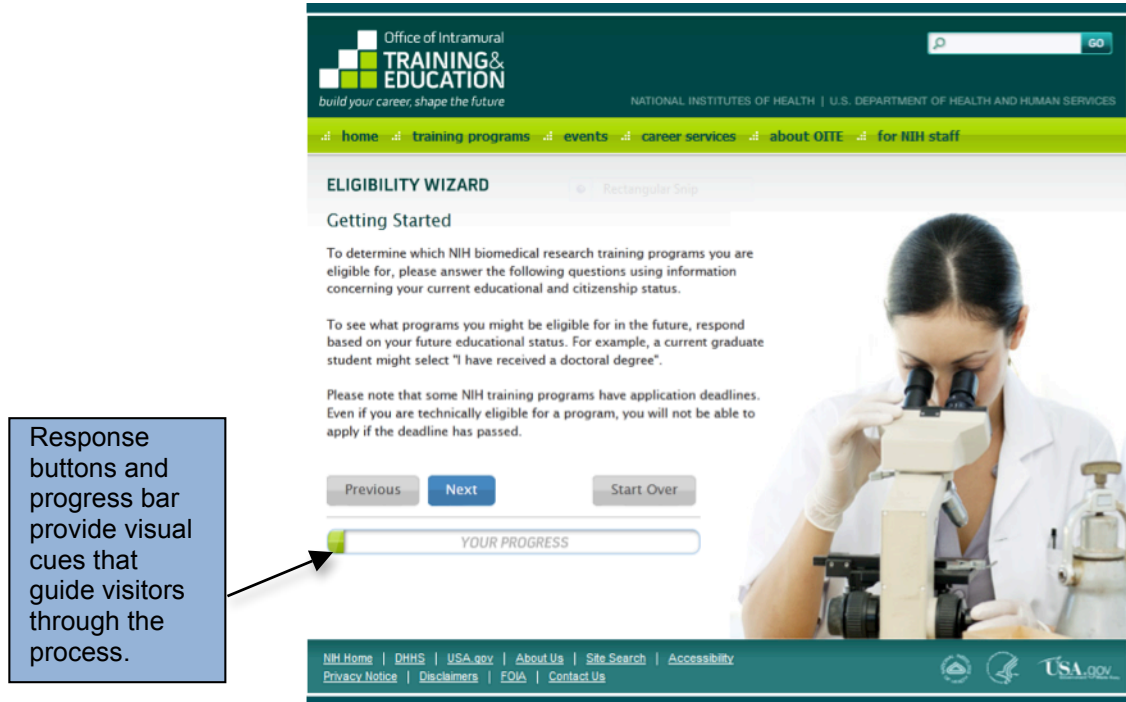 Office of Intramural
TRAINING&
EDUCATION
build your career, shape the future
GO
NATIONAL INSTITUTES OF HEALTH | U.S. DEPARTMENT OF HEALTH AND HUMAN SERVICES
home training programs events career services about OITE for NIH staff
ELIGIBILITY WIZARD
Rectangular Snip
Getting Started
To determine which NIH biomedical research training programs you are
eligible for, please answer the following questions using information
concerning your current educational and citizenship status.
To see what programs you might be eligible for in the future, respond
based on your future educational status. For example, a current graduate
student might select "I have received a doctoral degree".
Please note that some NIH training programs have application deadlines.
Even if you are technically eligible for a program, you will not be able to
apply if the deadline has passed.
Previous Next Start Over
YOUR PROGRESS
Response
buttons and
progress bar
provide visual
cues that
guide visitors
through the
process.
NIH Home | DHHS | USA.gov | About Us | Site Search | Accessibility
Privacy Notice | Disclaimers | FOIA | Contact Us
USA.gov